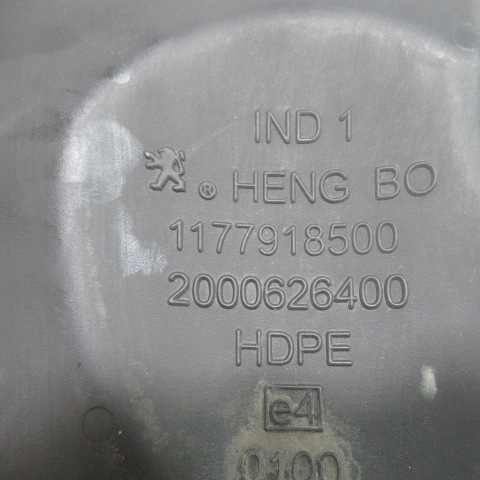 IND 1
® HENG BO
1177918500
2000626400
HDPE
e4
0100